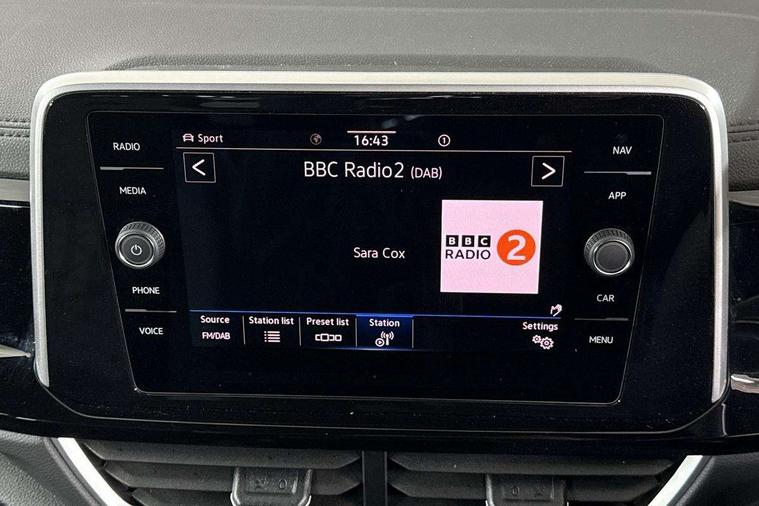 RADIO
MEDIA
PHONE
VOICE
Sport
16:43
1
< BBC Radio2 (DAB) >
Sara Cox
BBC 2
RADIO
Source
FM/DAB
Station list
Preset list
Station
Settings
NAV
APP
CAR
MENU